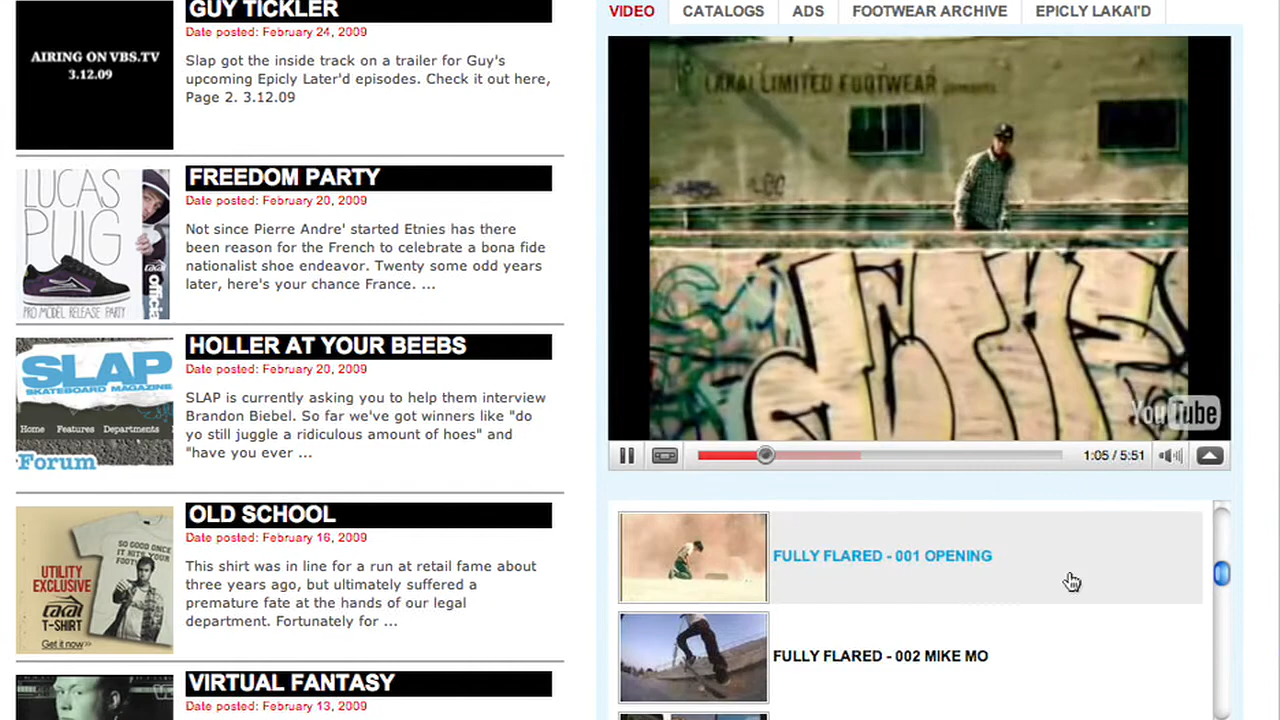 GUY TICKLER
Date posted: February 24, 2009
AIRING ON VBS.TV
3.12.09
Slap got the inside track on a trailer for Guy's
upcoming Epicly Later'd episodes. Check it out here,
Page 2. 3.12.09
FREEDOM PARTY
Date posted: February 20, 2009
LUCAS
PUIG
Lakai
Official
PRO MODEL RELEASE PARTY
Not since Pierre Andre' started Etnies has there
been reason for the French to celebrate a bona fide
nationalist shoe endeavor. Twenty some odd years
later, here's your chance France. ...
HOLLER AT YOUR BEEBS
Date posted: February 20, 2009
SLAP
SKATEBOARD MAGAZINE
Home Features Departments
Forum
SLAP is currently asking you to help them interview
Brandon Biebel. So far we've got winners like "do
yo still juggle a ridiculous amount of hoes" and
"have you ever ...
OLD SCHOOL
Date posted: February 16, 2009
SO GOOD ONCE
IT HITS YOUR
FOOT
UTILITY
EXCLUSIVE
Lakai
T-SHIRT
Get it now>>
This shirt was in line for a run at retail fame about
three years ago, but ultimately suffered a
premature fate at the hands of our legal
department. Fortunately for ...
VIRTUAL FANTASY
Date posted: February 13, 2009
VIDEO CATALOGS ADS FOOTWEAR ARCHIVE EPICLY LAKAI'D
LAKAI LIMITED FOOTWEAR presents
YouTube
1:05 / 5:51
FULLY FLARED - 001 OPENING
FULLY FLARED - 002 MIKE MO